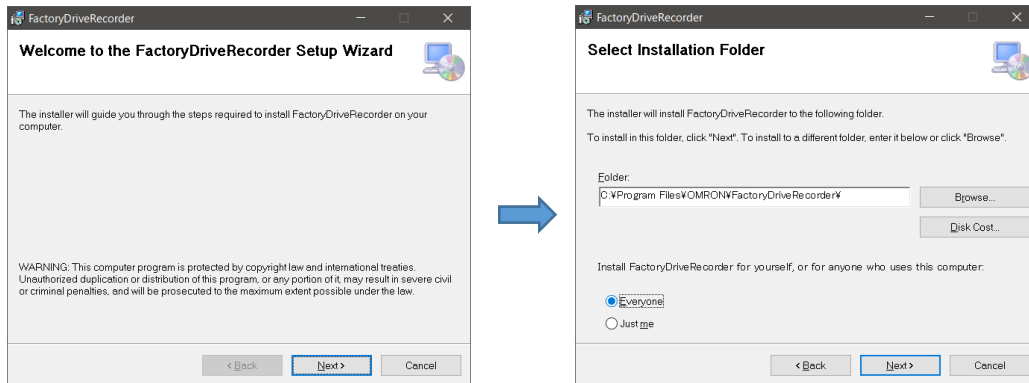 FactoryDriveRecorder
Welcome to the FactoryDriveRecorder Setup Wizard
The installer will guide you through the steps required to install FactoryDriveRecorder on your
computer.
WARNING: This computer program is protected by copyright law and international treaties.
Unauthorized duplication or distribution of this program, or any portion of it, may result in severe civil
or criminal penalties, and will be prosecuted to the maximum extent possible under the law.
< Back
Next >
Cancel
FactoryDriveRecorder
Select Installation Folder
The installer will install FactoryDriveRecorder to the following folder.
To install in this folder, click "Next". To install to a different folder, enter it below or click "Browse".
Folder:
C:¥Program Files¥OMRON¥FactoryDriveRecorder¥
Browse...
Disk Cost...
Install FactoryDriveRecorder for yourself, or for anyone who uses this computer:
Everyone
Just me
< Back
Next >
Cancel